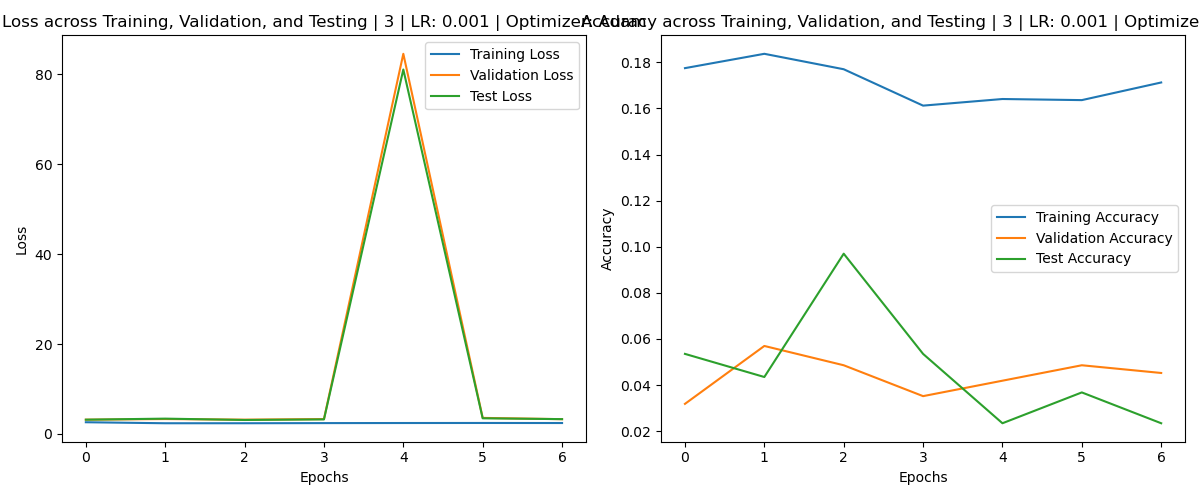 Loss across Training, Validation, and Testing | 3 | LR: 0.001 | Optimizer: Adam
Accuracy across Training, Validation, and Testing | 3 | LR: 0.001 | Optimize
Training Loss
Validation Loss
Test Loss
80
60
40
20
0
Loss
0 1 2 3 4 5 6
Epochs
0.18
0.16
0.14
0.12
0.10
0.08
0.06
0.04
0.02
Accuracy
Training Accuracy
Validation Accuracy
Test Accuracy
0 1 2 3 4 5 6
Epochs